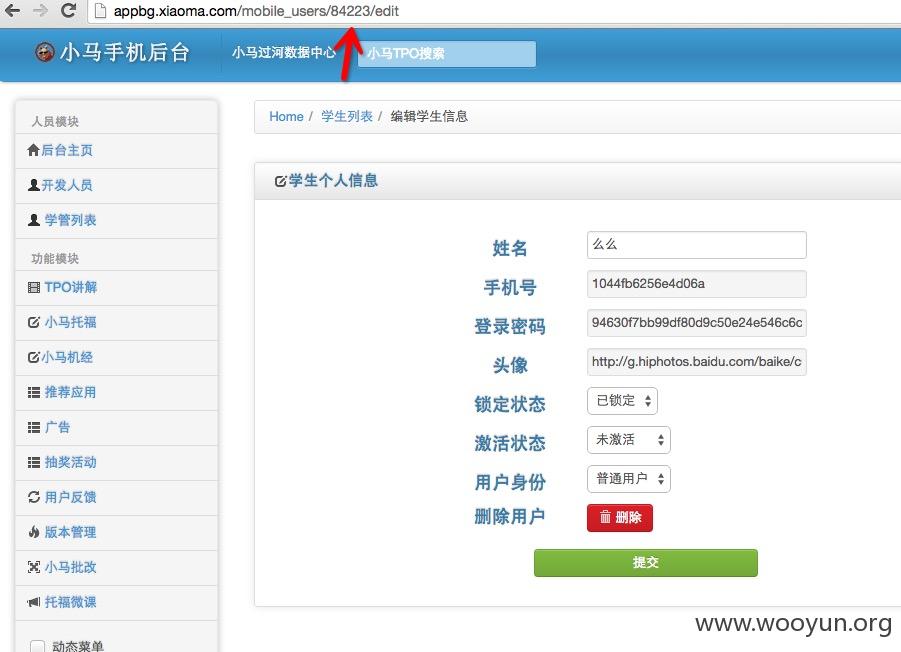 appbg.xiaoma.com/mobile_users/84223/edit
小马手机后台 小马过河数据中心 小马TPO搜索
人员模块
后台主页
开发人员
学管列表
功能模块
TPO讲解
小马托福
小马机经
推荐应用
广告
抽奖活动
用户反馈
版本管理
小马批改
托福微课
动态菜单
Home / 学生列表 / 编辑学生信息
学生个人信息
姓名 么么
手机号 1044fb6256e4d06a
登录密码 94630f7bb99df80d9c50e24e546c6c
头像 http://g.hiphotos.baidu.com/baike/c
锁定状态 已锁定
激活状态 未激活
用户身份 普通用户
删除用户 删除
提交
www.wooyun.org